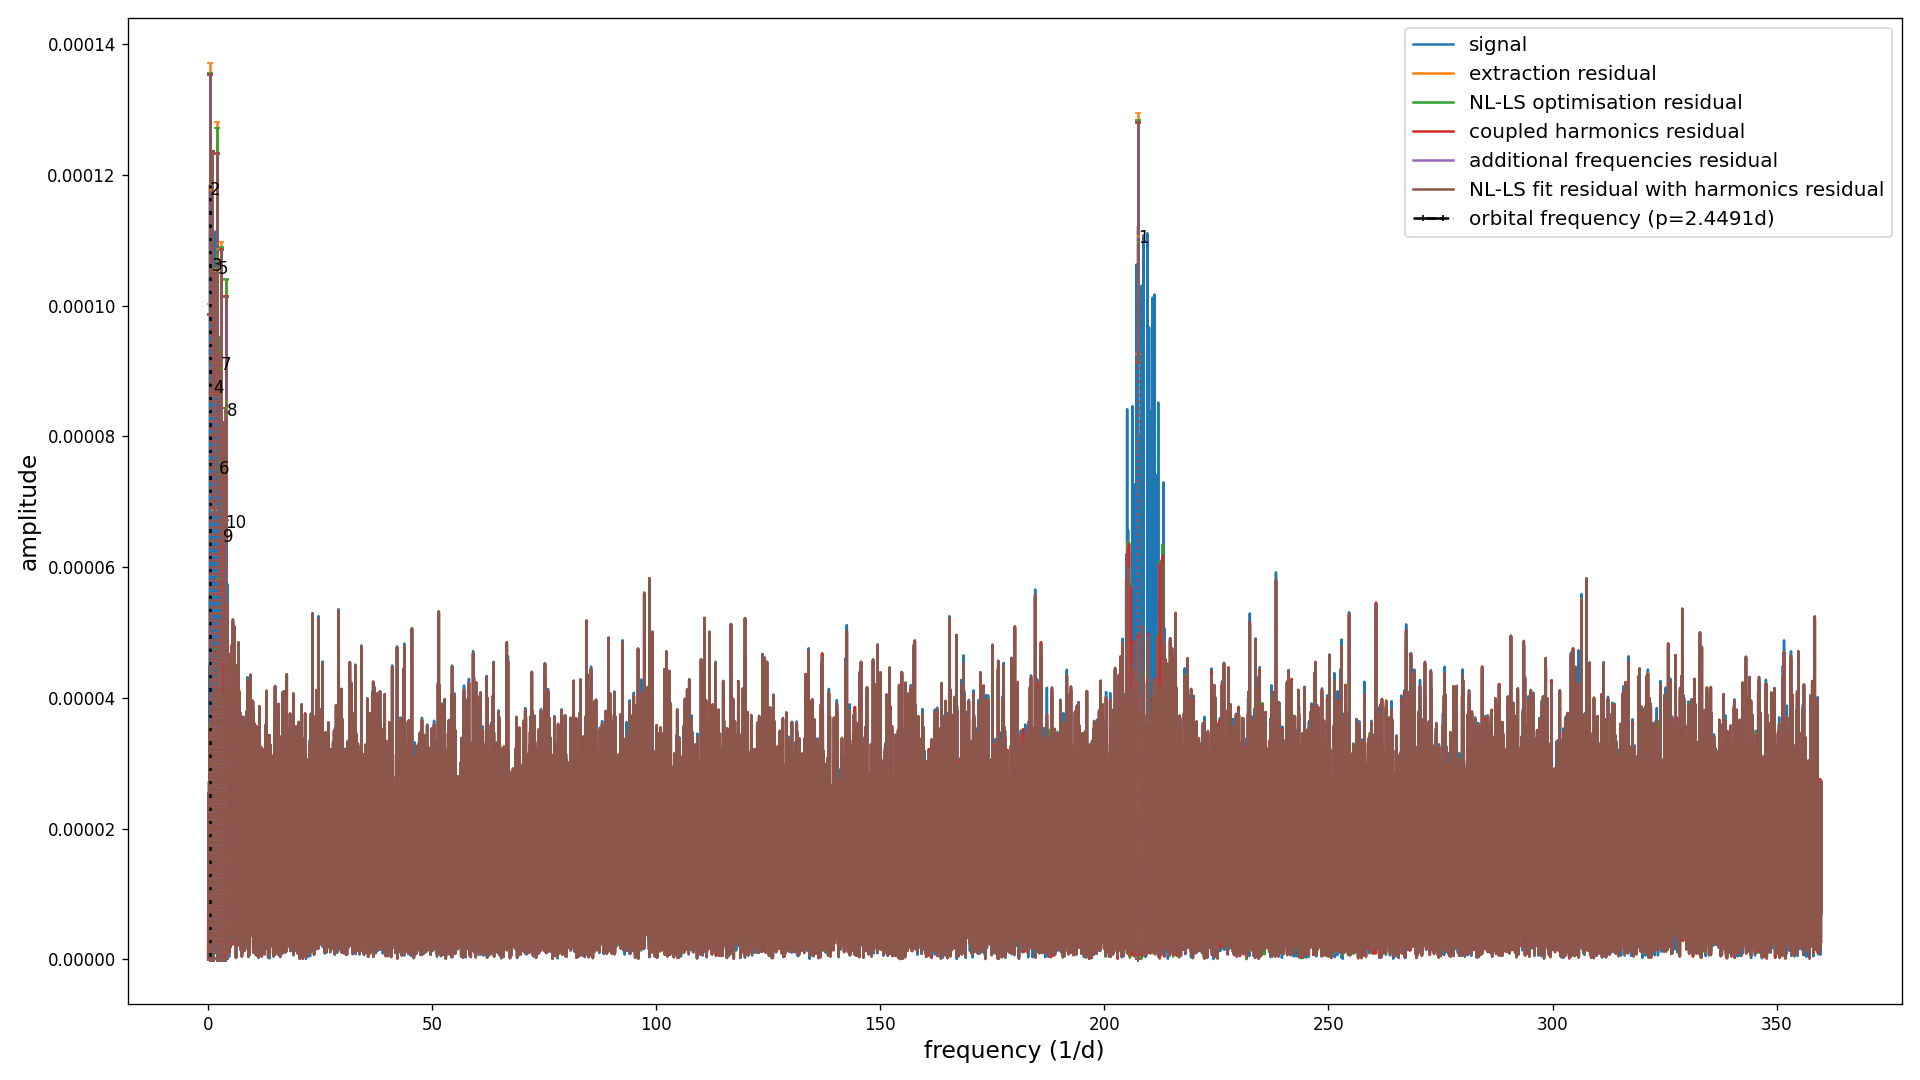 signal
extraction residual
NL-LS optimisation residual
coupled harmonics residual
additional frequencies residual
NL-LS fit residual with harmonics residual
orbital frequency (p=2.4491d)
amplitude
0.00014
0.00012
0.00010
0.00008
0.00006
0.00004
0.00002
0.00000
2
3
5
7
4
8
6
10
9
1
0
50
100
150
200
250
300
350
frequency (1/d)